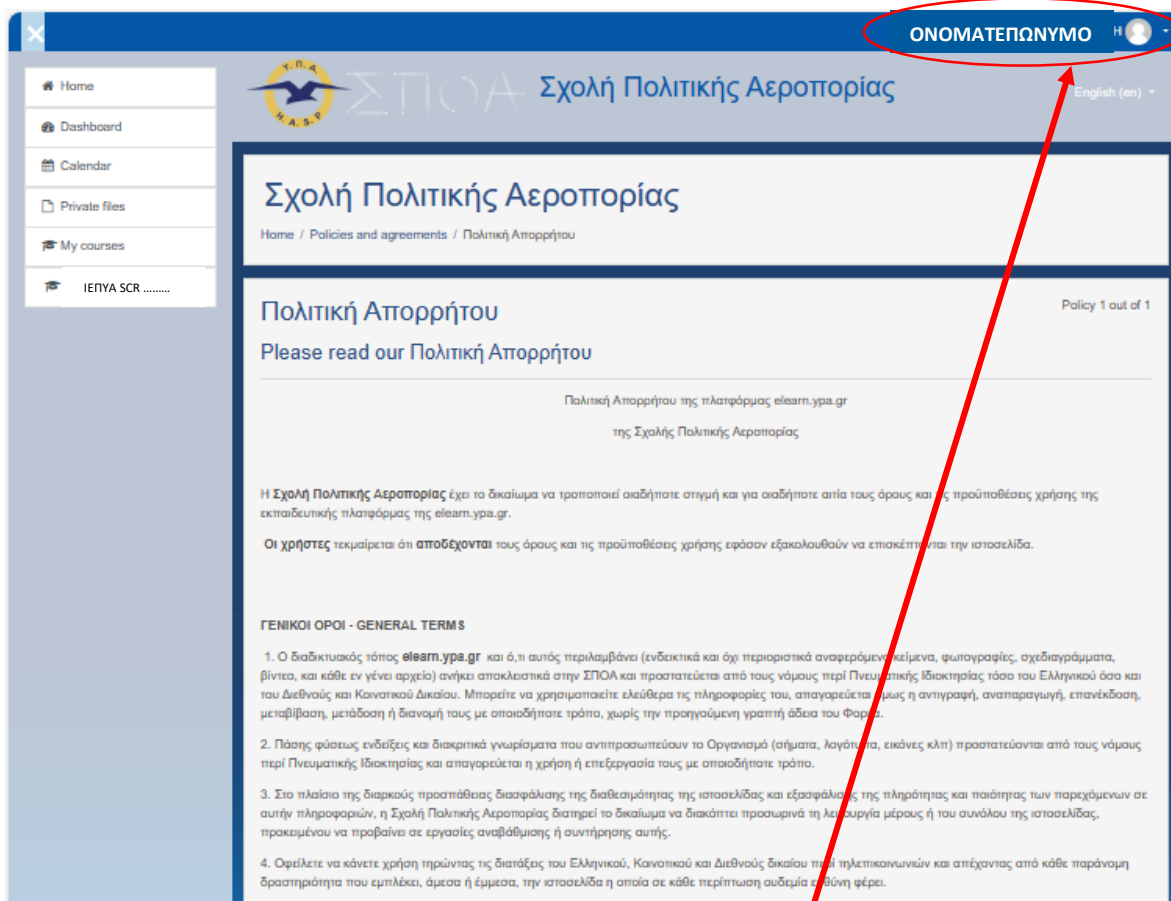 ΟΝΟΜΑΤΕΠΩΝΥΜΟ Η
Υ.Π.Α.
H.A.S.P
ΣΠΟΑ Σχολή Πολιτικής Αεροπορίας
English (en)
Home
Dashboard
Calendar
Private files
My courses
ΙΕΠΥΑ SCR .........
Σχολή Πολιτικής Αεροπορίας
Home / Policies and agreements / Πολιτική Απορρήτου
Πολιτική Απορρήτου
Policy 1 out of 1
Please read our Πολιτική Απορρήτου
Πολιτική Απορρήτου της πλατφόρμας elearn.ypa.gr
της Σχολής Πολιτικής Αεροπορίας
Η Σχολή Πολιτικής Αεροπορίας έχει το δικαίωμα να τροποποιεί οιαδήποτε στιγμή και για οιαδήποτε αιτία τους όρους και τις προϋποθέσεις χρήσης της
εκπαιδευτικής πλατφόρμας της elearn.ypa.gr.
Οι χρήστες τεκμαίρεται ότι αποδέχονται τους όρους και τις προϋποθέσεις χρήσης εφόσον εξακολουθούν να επισκέπτονται την ιστοσελίδα.
ΓΕΝΙΚΟΙ ΟΡΟΙ - GENERAL TERMS
1. Ο διαδικτυακός τόπος elearn.ypa.gr και ό,τι αυτός περιλαμβάνει (ενδεικτικά και όχι περιοριστικά αναφερόμενα κείμενα, φωτογραφίες, σχεδιαγράμματα,
βίντεο, και κάθε εν γένει αρχείο) ανήκει αποκλειστικά στην ΣΠΟΑ και προστατεύεται από τους νόμους περί Πνευματικής Ιδιοκτησίας τόσο του Ελληνικού όσο και
του Διεθνούς και Κοινοτικού Δικαίου. Μπορείτε να χρησιμοποιείτε ελεύθερα τις πληροφορίες του, απαγορεύεται όμως η αντιγραφή, αναπαραγωγή, επανέκδοση,
μεταβίβαση, μετάδοση ή διανομή τους με οποιοδήποτε τρόπο, χωρίς την προηγούμενη γραπτή άδεια του Φορέα.
2. Πάσης φύσεως ενδείξεις και διακριτικά γνωρίσματα που αντιπροσωπεύουν το Οργανισμό (σήματα, λογότυπα, εικόνες κλπ) προστατεύονται από τους νόμους
περί Πνευματικής Ιδιοκτησίας και απαγορεύεται η χρήση ή επεξεργασία τους με οποιοδήποτε τρόπο.
3. Στο πλαίσιο της διαρκούς προσπάθειας διασφάλισης της διαθεσιμότητας της ιστοσελίδας και εξασφάλισης της πληρότητας και ποιότητας των παρεχόμενων σε
αυτήν πληροφοριών, η Σχολή Πολιτικής Αεροπορίας διατηρεί το δικαίωμα να διακόπτει προσωρινά τη λειτουργία μέρους ή του συνόλου της ιστοσελίδας,
προκειμένου να προβαίνει σε εργασίες αναβάθμισης ή συντήρησης αυτής.
4. Οφείλετε να κάνετε χρήση τηρώντας τις διατάξεις του Ελληνικού, Κοινοτικού και Διεθνούς δικαίου περί τηλεπικοινωνιών και απέχοντας από κάθε παράνομη
δραστηριότητα που εμπλέκει, άμεσα ή έμμεσα, την ιστοσελίδα η οποία σε κάθε περίπτωση ουδεμία ευθύνη φέρει.